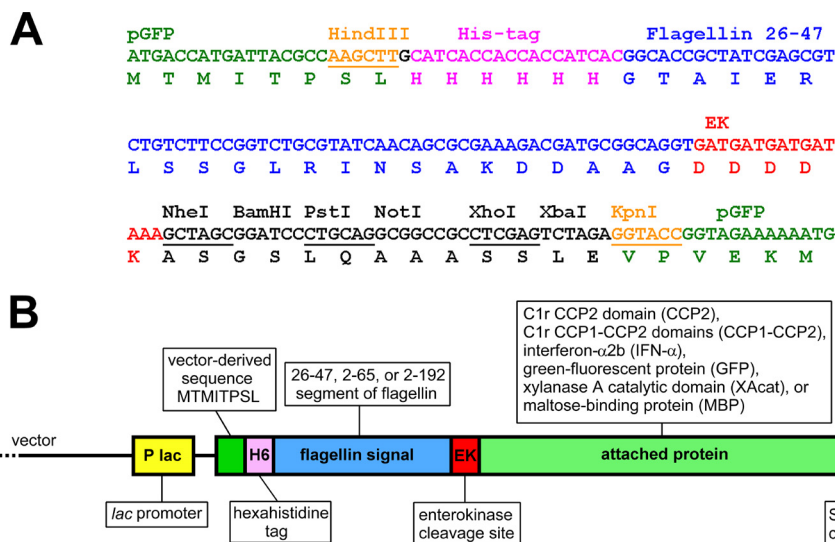 A
pGFP HindIII His-tag Flagellin 26-47
ATGACCATGATTACGCCAAGCTTGCATCACCACCACCATCACGGCACCGCTATCGAGCGT
M T M I T P S L H H H H H H G T A I E R
EK
CTGTCTTCCGGTCTGCGTATCAACAGCGCGAAAGACGATGCGGCAGGTGATGATGATGAT
L S S G L R I N S A K D D A A G D D D D
NheI BamHI PstI NotI XhoI XbaI KpnI pGFP
AAAGCTAGCGGATCCCTGCAGGCGGCCGCCTCGAGTCTAGAGGTACCGGTAGAAAAAATG
K A S G S L Q A A A S S L E V P V E K M
B
C1r CCP2 domain (CCP2),
C1r CCP1-CCP2 domains (CCP1-CCP2),
interferon-α2b (IFN-α),
green-fluorescent protein (GFP),
xylanase A catalytic domain (XAcat), or
maltose-binding protein (MBP)
vector-derived
sequence
MTMITPSL
26-47, 2-65, or 2-192
segment of flagellin
vector
P lac H6 flagellin signal EK attached protein
lac promoter
hexahistidine
tag
enterokinase
cleavage site